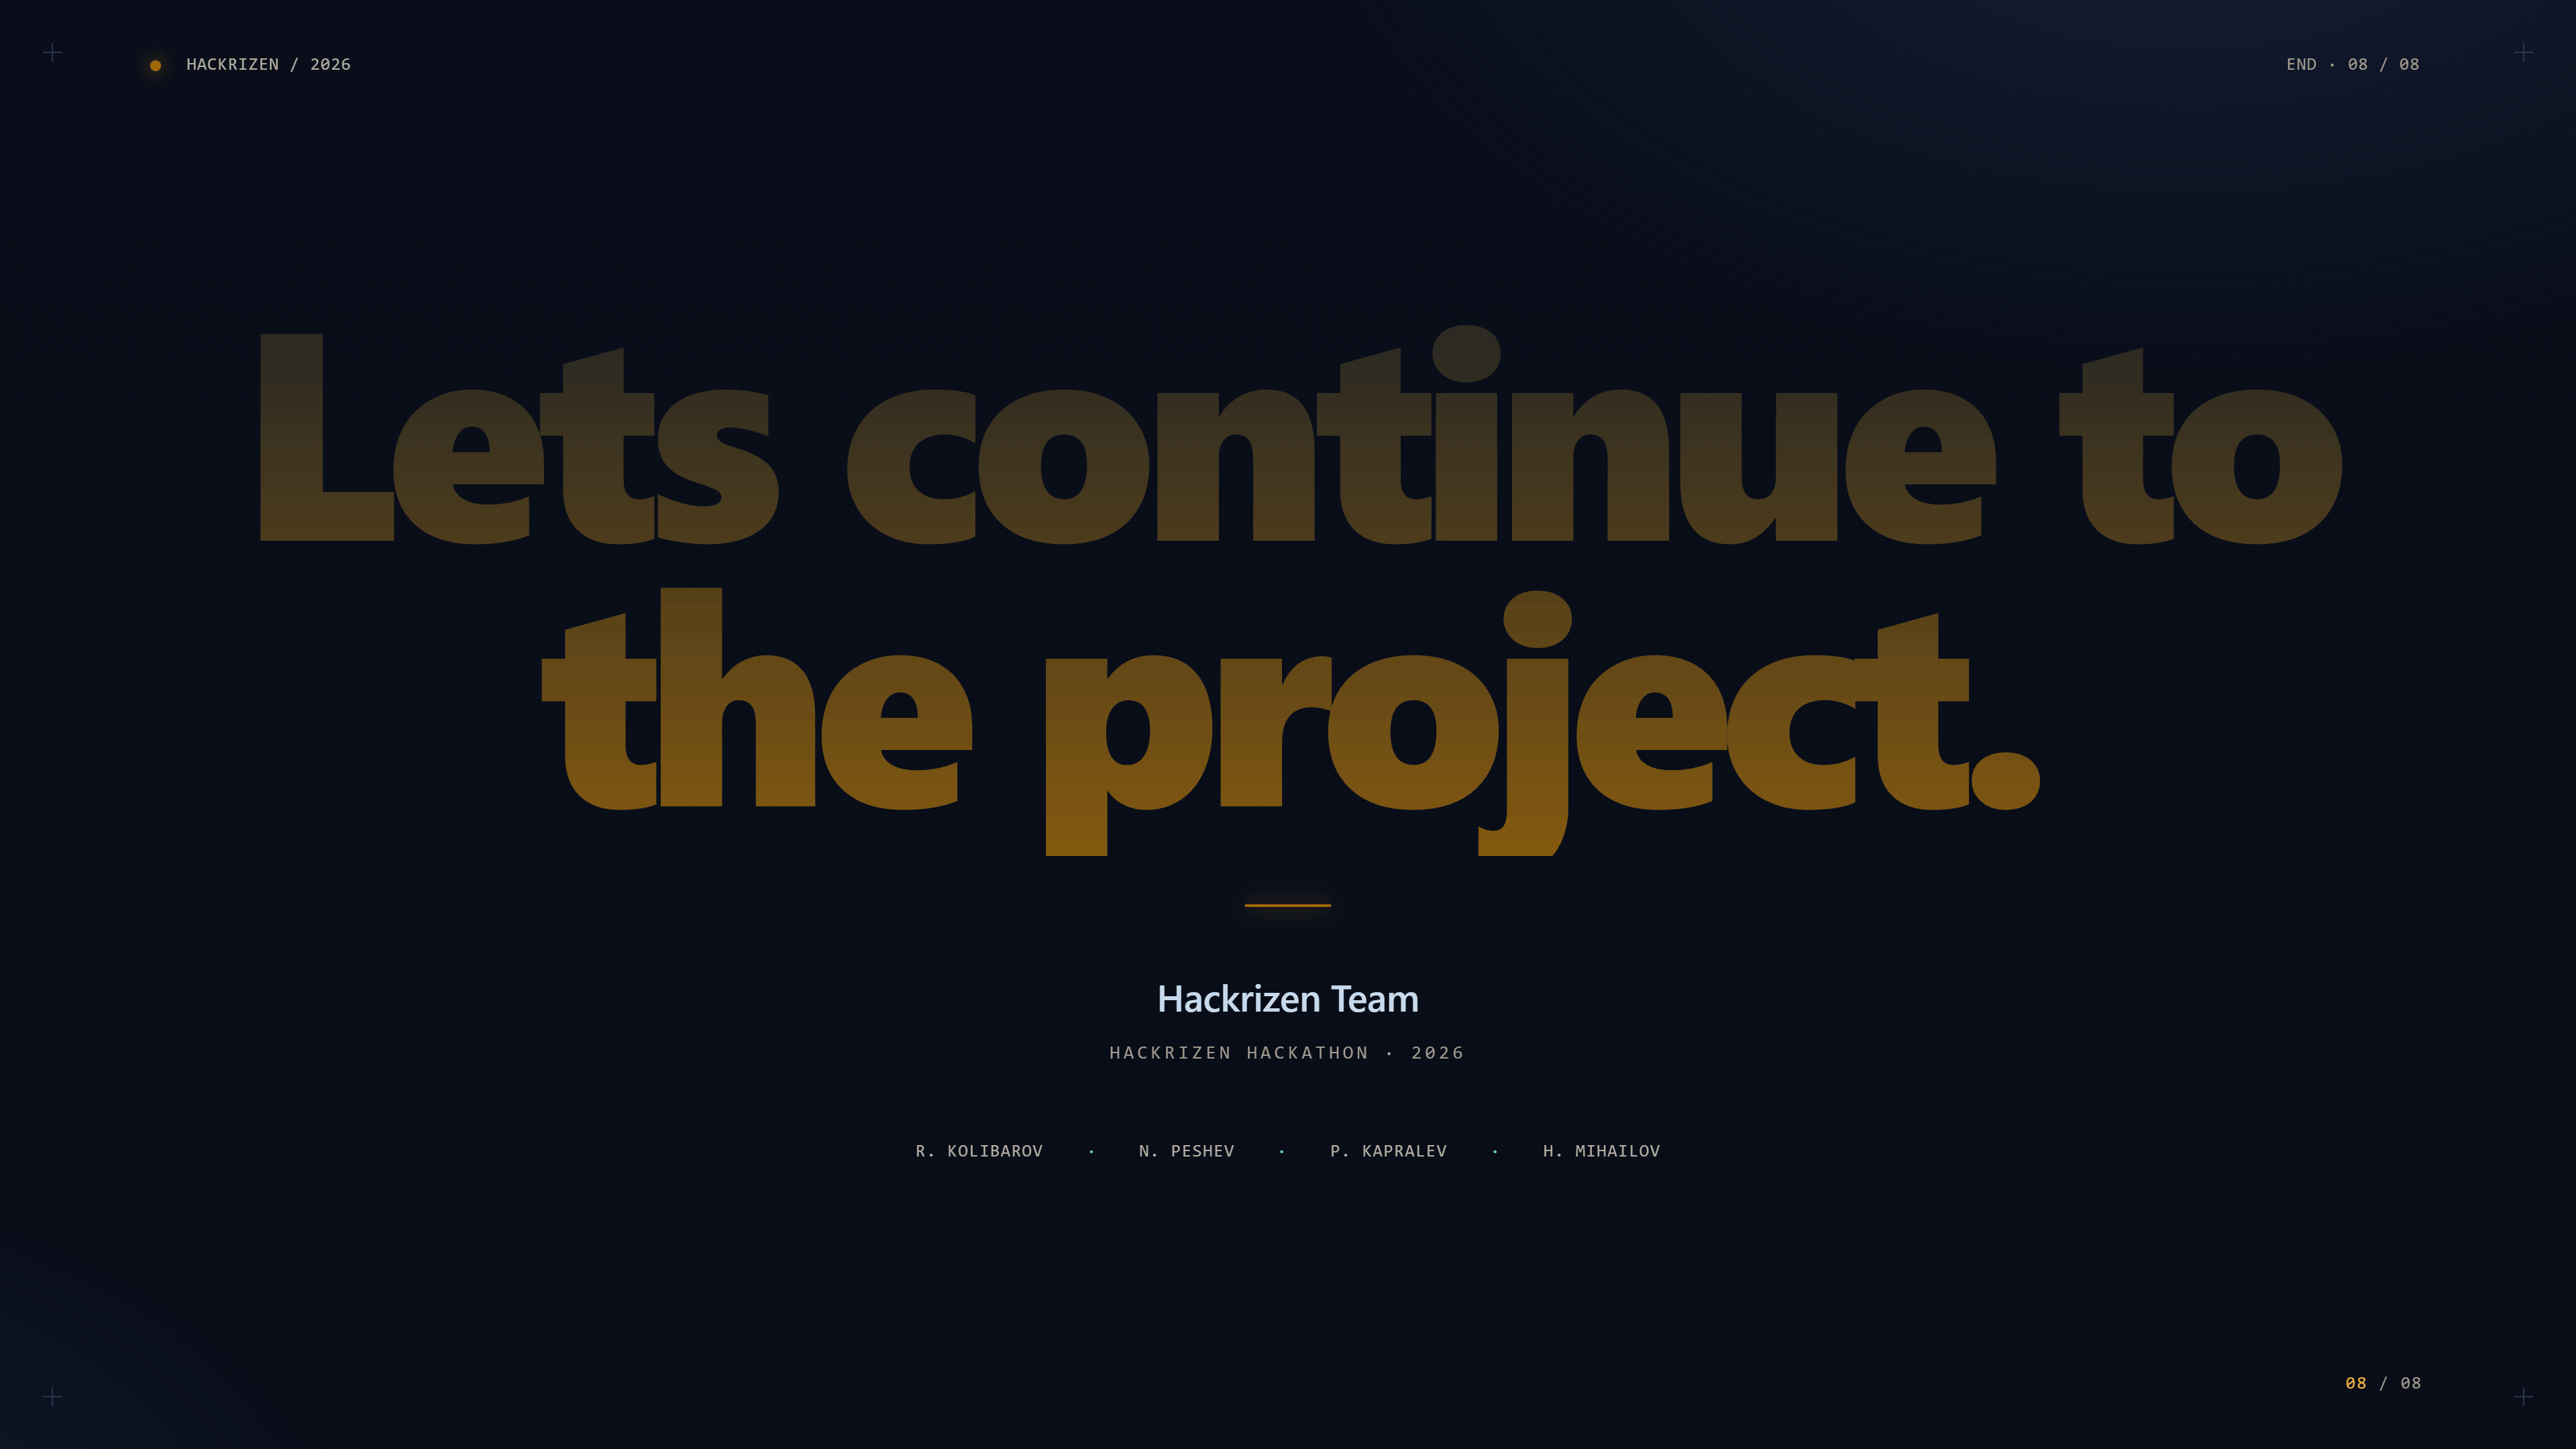 HACKRIZEN / 2026
END · 08 / 08
Lets continue to
the project.
Hackrizen Team
HACKRIZEN HACKATHON · 2026
R. KOLIBAROV · N. PESHEV · P. KAPRALEV · H. MIHAILOV
08 / 08